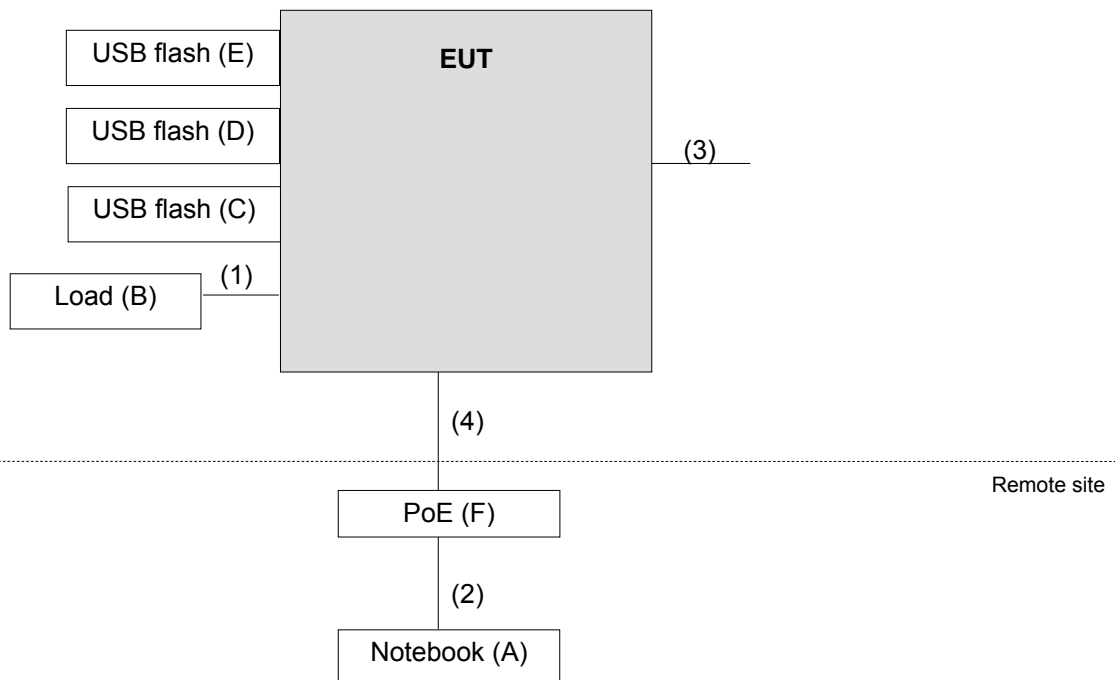 USB flash (E)
EUT
USB flash (D)
(3)
USB flash (C)
(1)
Load (B)
(4)
Remote site
PoE (F)
(2)
Notebook (A)